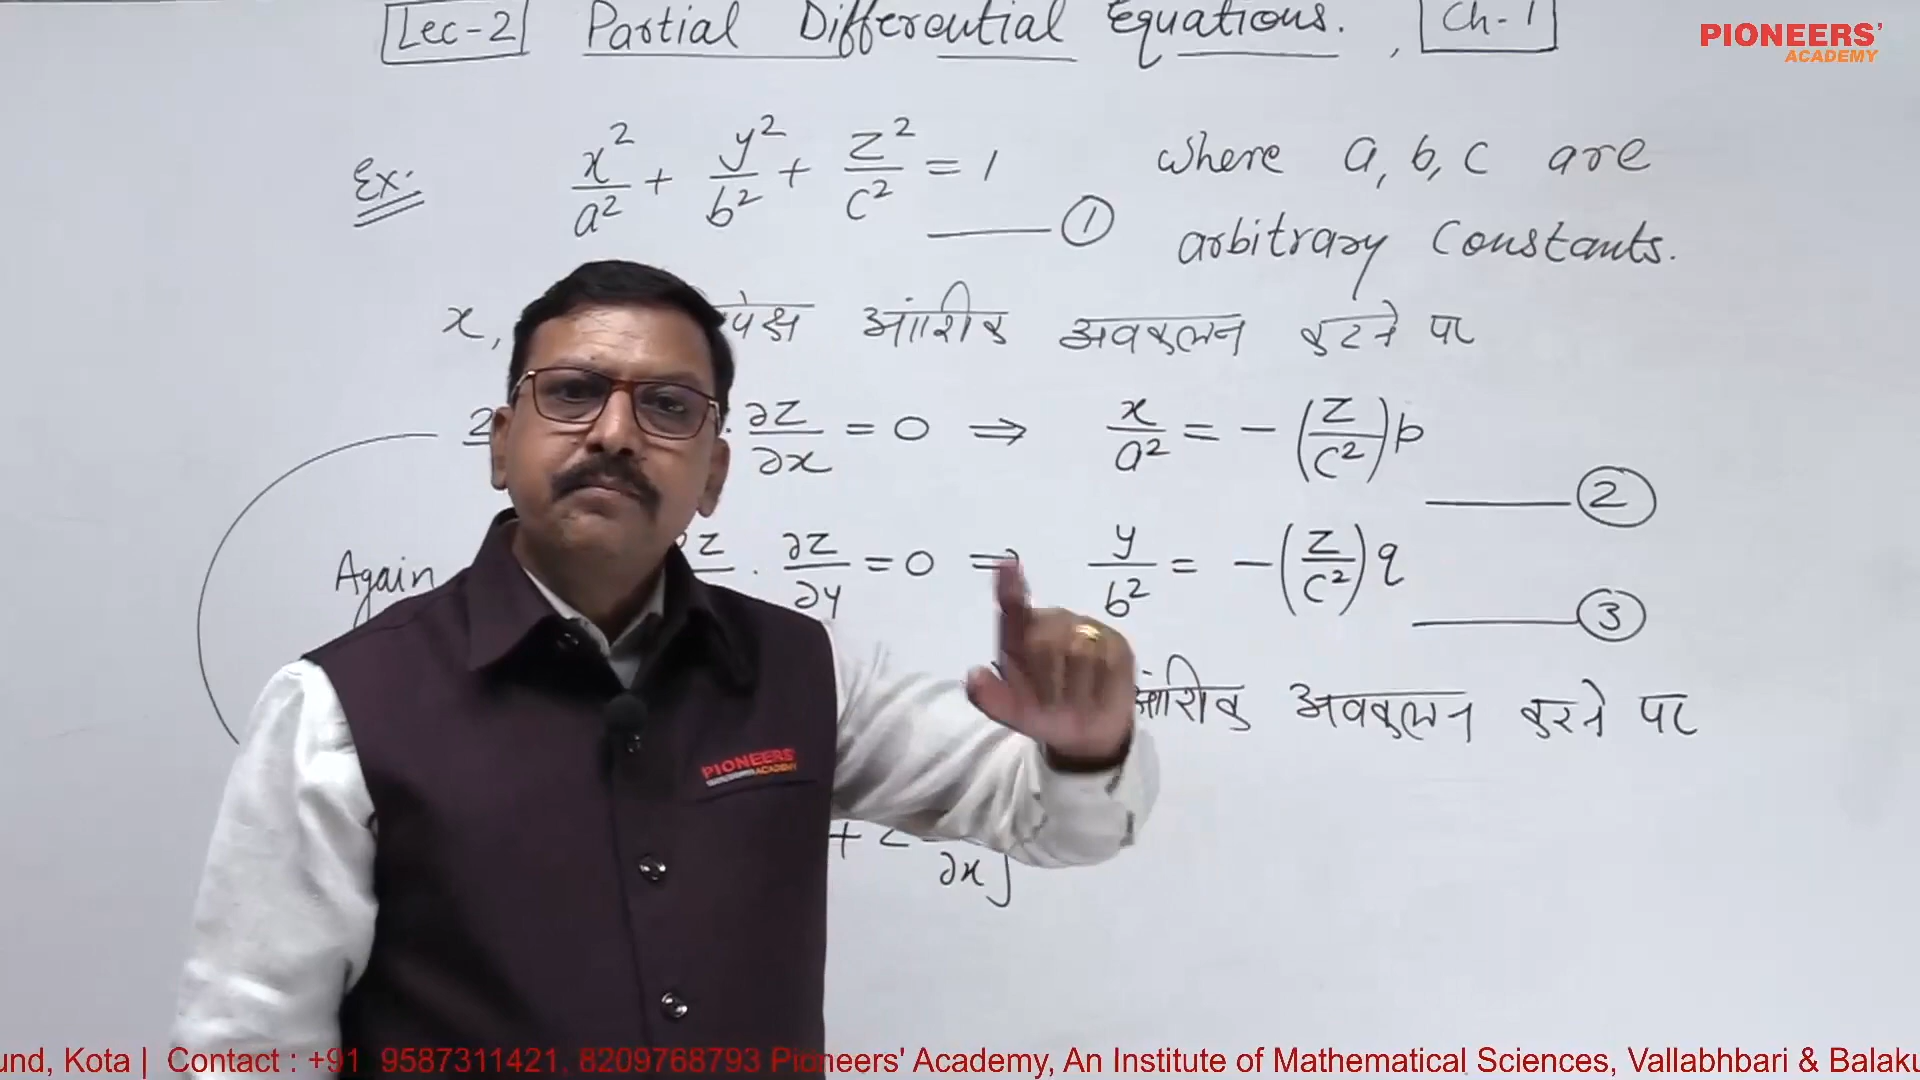 Lec-2 Partial Differential Equations. , Ch-1
PIONEERS'
ACADEMY
Ex. x²/a² + y²/b² + z²/c² = 1 ——— ① where a, b, c are
arbitrary Constants.
x, आंशिक अवकलन करने पर
2 . ∂z/∂x = 0 ⇒ x/a² = - (z/c²)p ——— ②
Again z . ∂z/∂y = 0 ⇒ y/b² = - (z/c²)q ——— ③
आंशिक अवकलन करने पर
PIONEERS'
ACADEMY
+ z ∂x ]
und, Kota | Contact : +91 9587311421, 8209768793 Pioneers' Academy, An Institute of Mathematical Sciences, Vallabhbari & Balaku